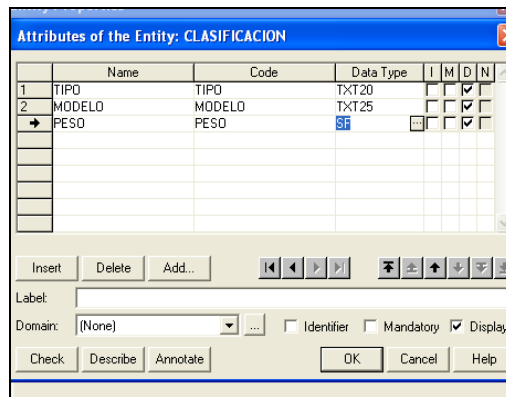 Attributes of the Entity: CLASIFICACION
Name Code Data Type I M D N
1 TIPO TIPO TXT20
2 MODELO MODELO TXT25
PESO PESO SF ...
Insert Delete Add...
Label:
Domain: (None) ... Identifier Mandatory Display
Check Describe Annotate OK Cancel Help